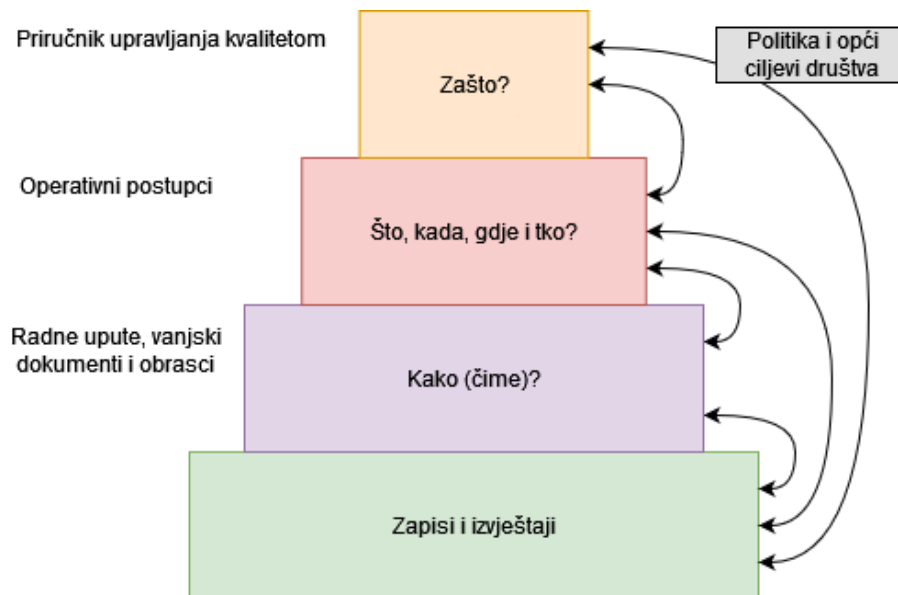 Priručnik upravljanja kvalitetom
Politika i opći
ciljevi društva
Zašto?
Operativni postupci
Što, kada, gdje i tko?
Radne upute, vanjski
dokumenti i obrasci
Kako (čime)?
Zapisi i izvještaji